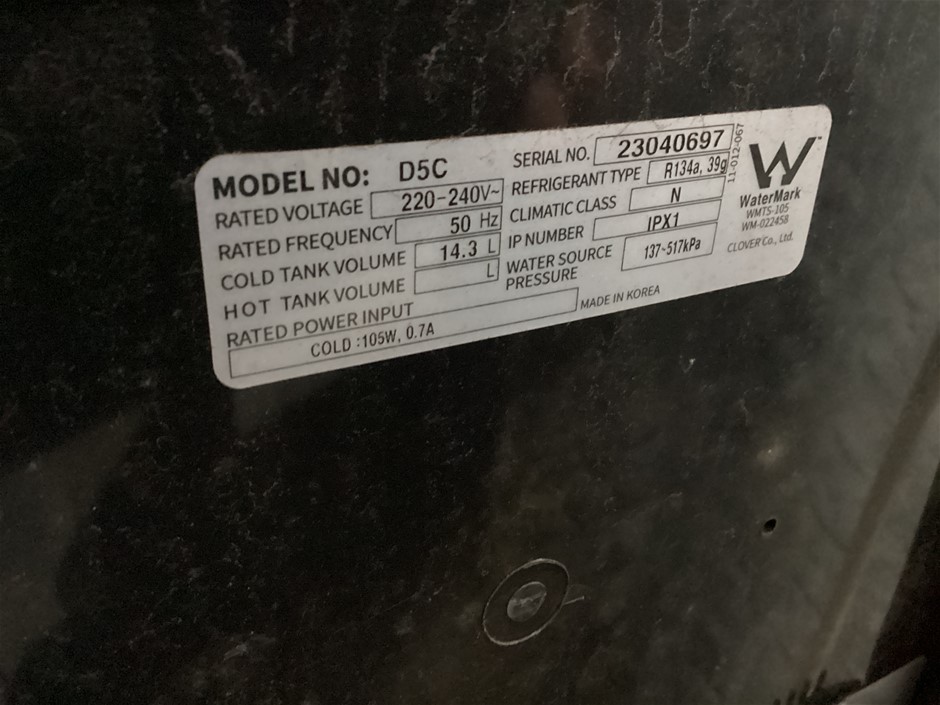 MODEL NO: D5C
RATED VOLTAGE 220-240V~
RATED FREQUENCY 50 Hz
COLD TANK VOLUME 14.3 L
HOT TANK VOLUME L
RATED POWER INPUT
COLD :105W, 0.7A
SERIAL NO. 23040697
REFRIGERANT TYPE R134a, 39g
CLIMATIC CLASS N
IP NUMBER IPX1
WATER SOURCE PRESSURE 137~517kPa
MADE IN KOREA
11-012-067
W™
WaterMark
WMTS-105
WM-022458
CLOVER Co., Ltd.